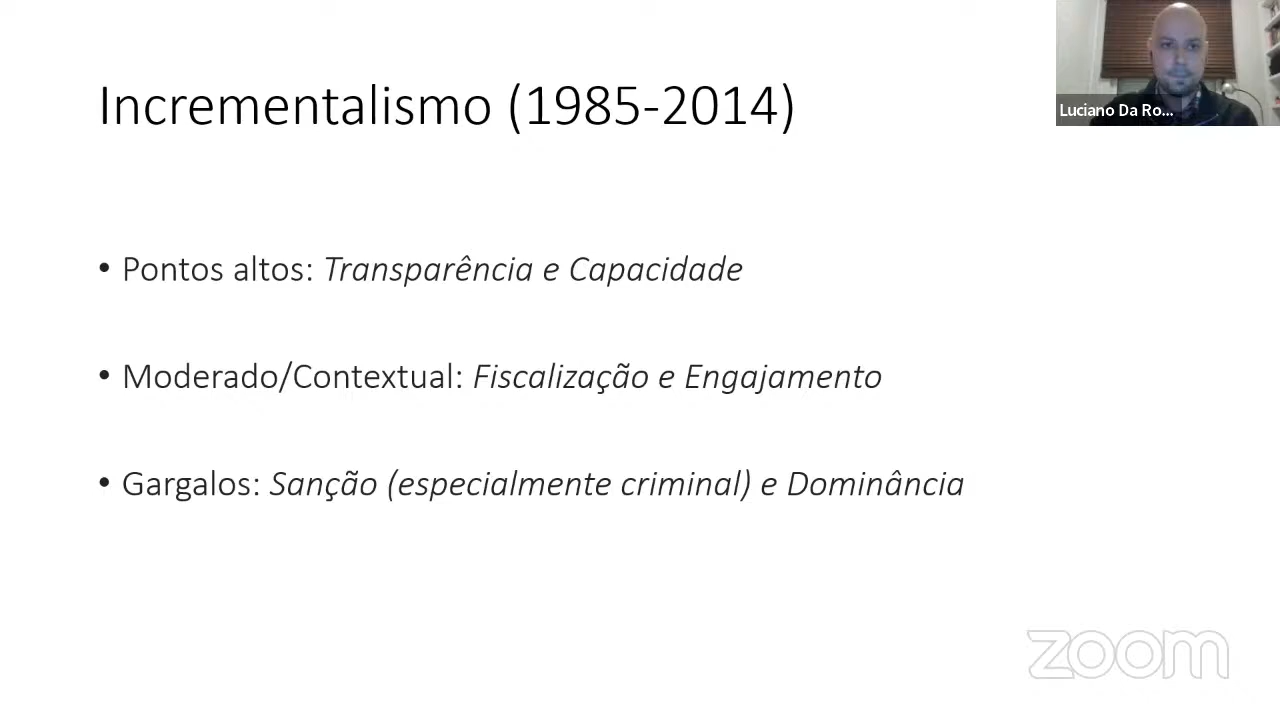 Incrementalismo (1985-2014)
Luciano Da Ro...
• Pontos altos: Transparência e Capacidade
• Moderado/Contextual: Fiscalização e Engajamento
• Gargalos: Sanção (especialmente criminal) e Dominância
zoom